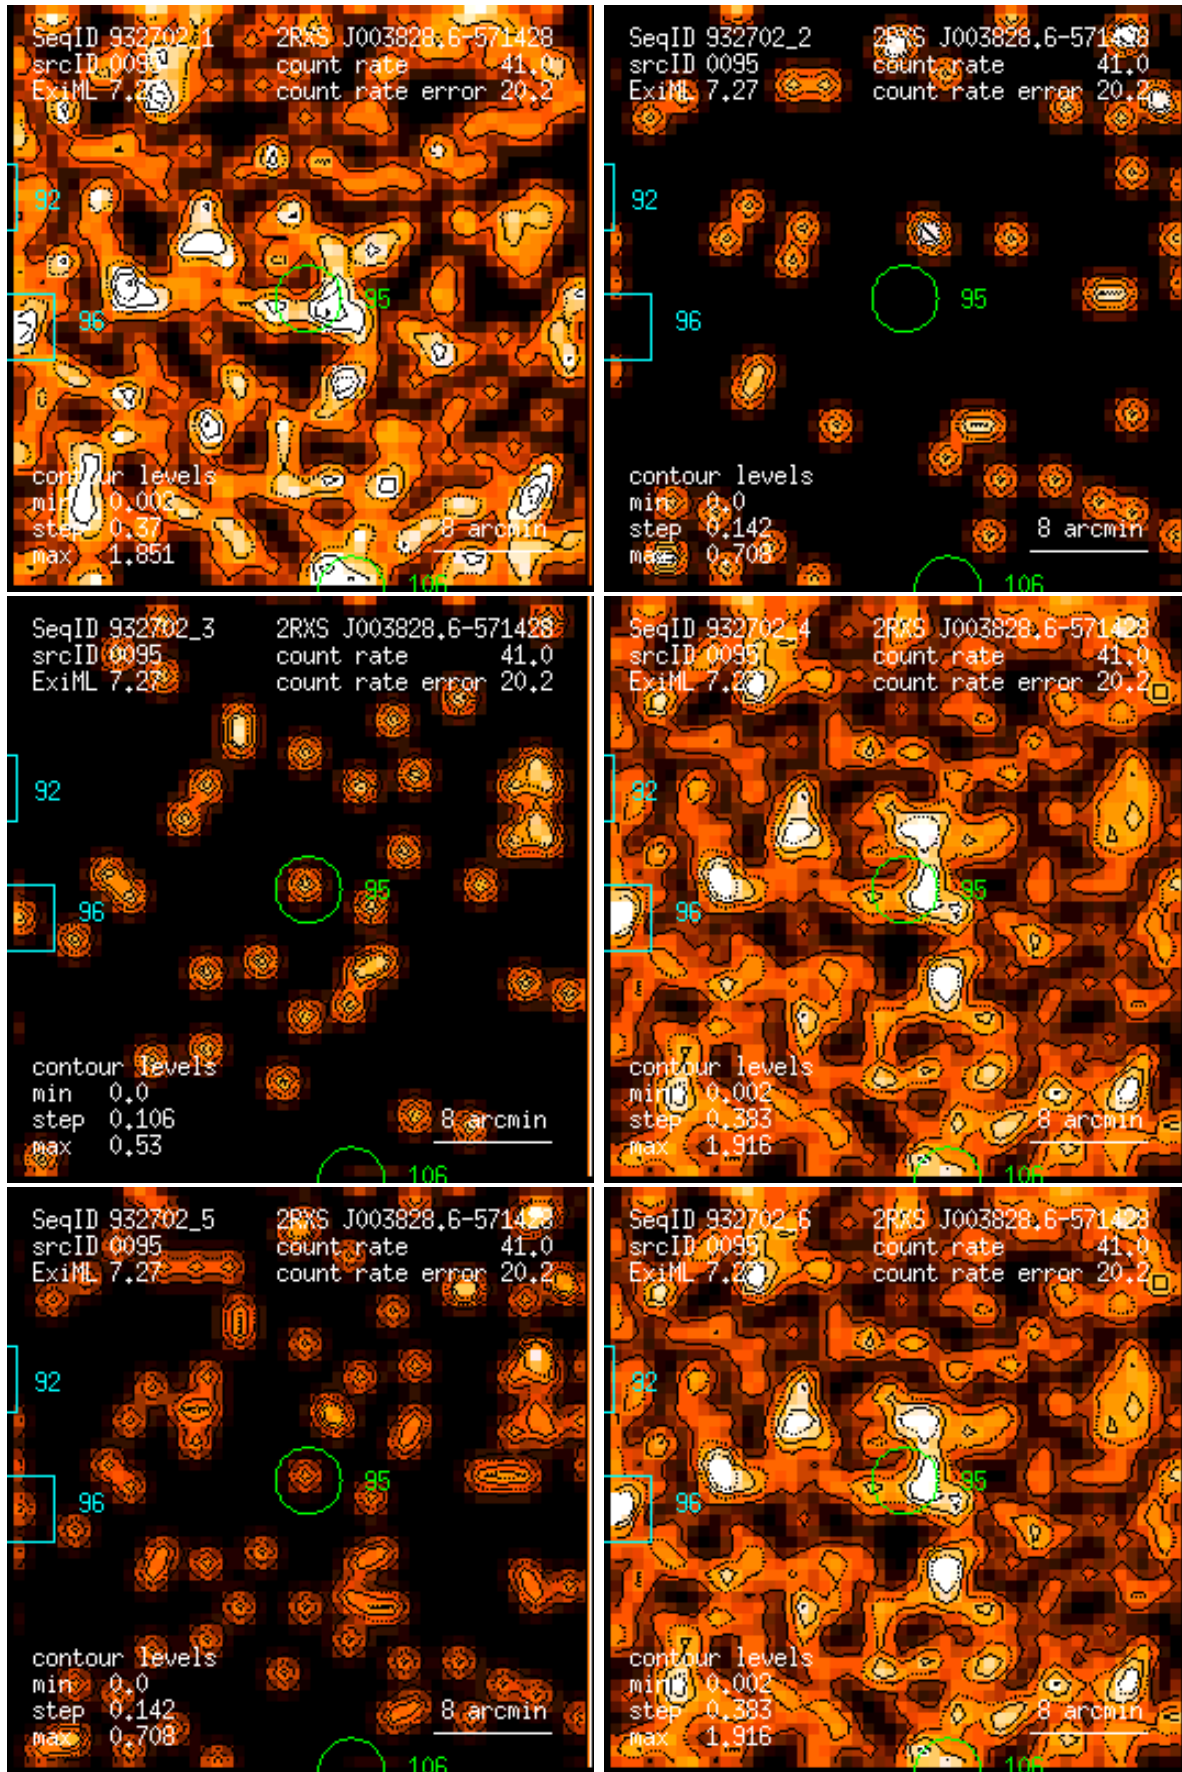 SeqID 932702_1 2RXS J003828.6-571428
srcID 0095 count rate 41.0
ExiML 7.27 count rate error 20.2
92
95
96
contour levels
min 0.002
step 0.37
max 1.851
8 arcmin
106
SeqID 932702_2 2RXS J003828.6-571428
srcID 0095 count rate 41.0
ExiML 7.27 count rate error 20.2
92
95
96
contour levels
min 0.0
step 0.142
max 0.708
8 arcmin
106
SeqID 932702_3 2RXS J003828.6-571428
srcID 0095 count rate 41.0
ExiML 7.27 count rate error 20.2
92
95
96
contour levels
min 0.0
step 0.106
max 0.53
8 arcmin
106
SeqID 932702_4 2RXS J003828.6-571428
srcID 0095 count rate 41.0
ExiML 7.27 count rate error 20.2
92
95
96
contour levels
min 0.002
step 0.383
max 1.916
8 arcmin
106
SeqID 932702_5 2RXS J003828.6-571428
srcID 0095 count rate 41.0
ExiML 7.27 count rate error 20.2
92
95
96
contour levels
min 0.0
step 0.142
max 0.708
8 arcmin
106
SeqID 932702_6 2RXS J003828.6-571428
srcID 0095 count rate 41.0
ExiML 7.27 count rate error 20.2
92
95
96
contour levels
min 0.002
step 0.383
max 1.916
8 arcmin
106